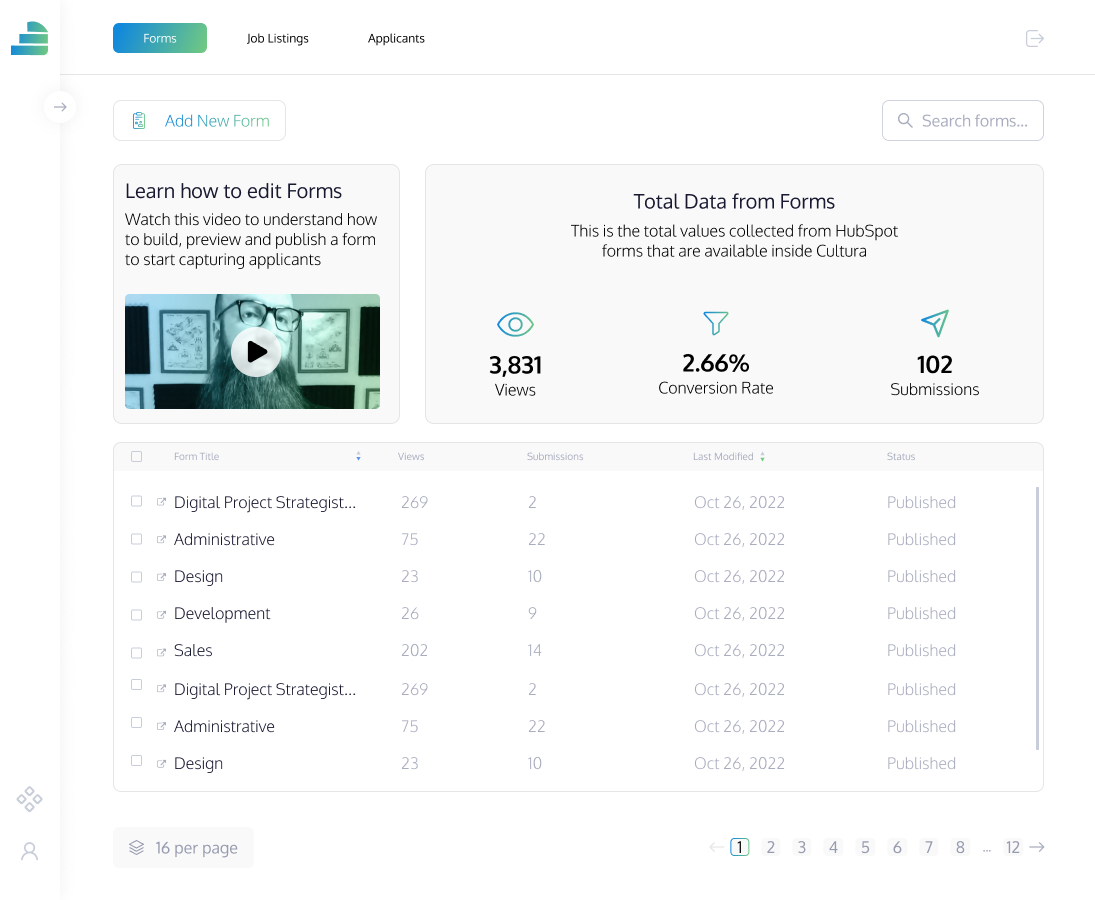 Forms
Job Listings
Applicants
Add New Form
Search forms...
Learn how to edit Forms
Watch this video to understand how
to build, preview and publish a form
to start capturing applicants
Total Data from Forms
This is the total values collected from HubSpot
forms that are available inside Cultura
3,831
Views
2.66%
Conversion Rate
102
Submissions
Form Title Views Submissions Last Modified Status
Digital Project Strategist... 269 2 Oct 26, 2022 Published
Administrative 75 22 Oct 26, 2022 Published
Design 23 10 Oct 26, 2022 Published
Development 26 9 Oct 26, 2022 Published
Sales 202 14 Oct 26, 2022 Published
Digital Project Strategist... 269 2 Oct 26, 2022 Published
Administrative 75 22 Oct 26, 2022 Published
Design 23 10 Oct 26, 2022 Published
16 per page
1 2 3 4 5 6 7 8 ... 12